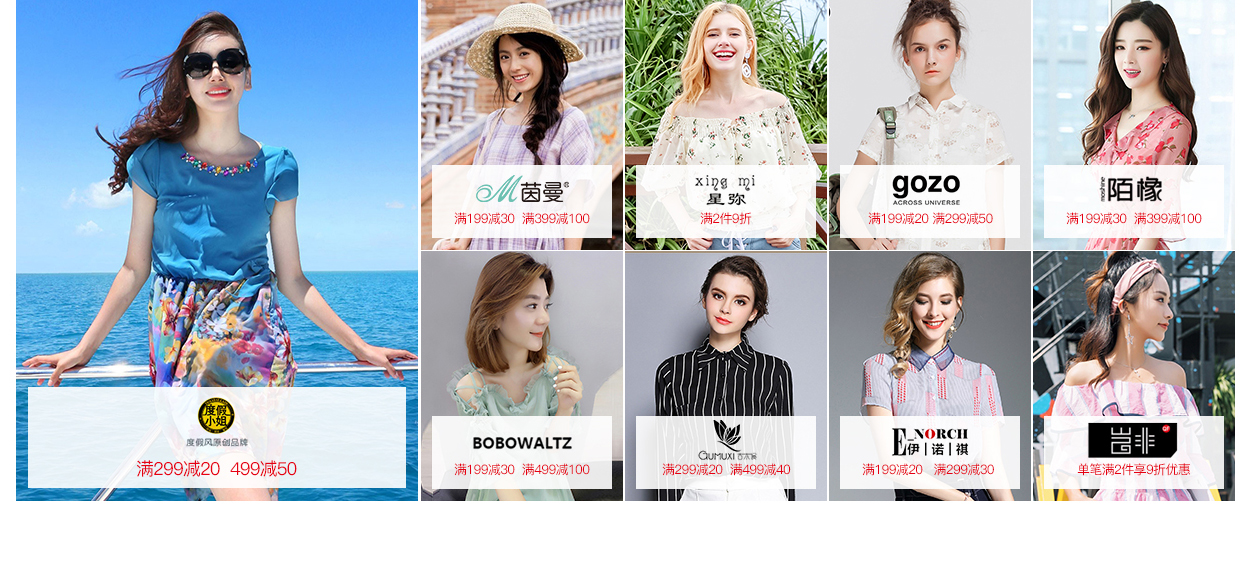 度假
小姐
度假风原创品牌
满299减20 499减50
M茵曼®
满199减30 满399减100
xing mi
星弥
满2件9折
gozo
ACROSS UNIVERSE
满199减20 满299减50
moshine 陌橡
满199减30 满399减100
BOBOWALTZ
满199减30 满499减100
GUMUXI 古木夕
满299减20 满499减40
E_NORCH
伊|诺|祺
满199减20 满299减30
岂非
单笔满2件享9折优惠